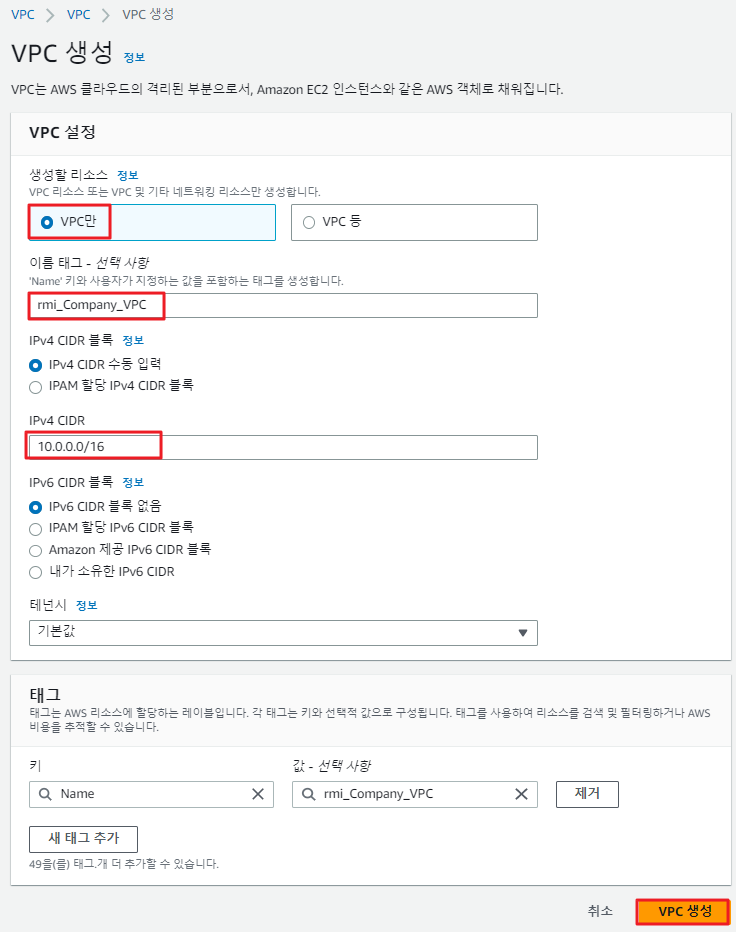 VPC > VPC > VPC 생성
VPC 생성 정보
VPC는 AWS 클라우드의 격리된 부분으로서, Amazon EC2 인스턴스와 같은 AWS 객체로 채워집니다.
VPC 설정
생성할 리소스 정보
VPC 리소스 또는 VPC 및 기타 네트워킹 리소스만 생성합니다.
VPC만 VPC 등
이름 태그 - 선택 사항
'Name' 키와 사용자가 지정하는 값을 포함하는 태그를 생성합니다.
rmi_Company_VPC
IPv4 CIDR 블록 정보
IPv4 CIDR 수동 입력
IPAM 할당 IPv4 CIDR 블록
IPv4 CIDR
10.0.0.0/16
IPv6 CIDR 블록 정보
IPv6 CIDR 블록 없음
IPAM 할당 IPv6 CIDR 블록
Amazon 제공 IPv6 CIDR 블록
내가 소유한 IPv6 CIDR
테넌시 정보
기본값
태그
태그는 AWS 리소스에 할당하는 레이블입니다. 각 태그는 키와 선택적 값으로 구성됩니다. 태그를 사용하여 리소스를 검색 및 필터링하거나 AWS
비용을 추적할 수 있습니다.
키 값 - 선택 사항
Name rmi_Company_VPC 제거
새 태그 추가
49을(를) 태그.개 더 추가할 수 있습니다.
취소 VPC 생성